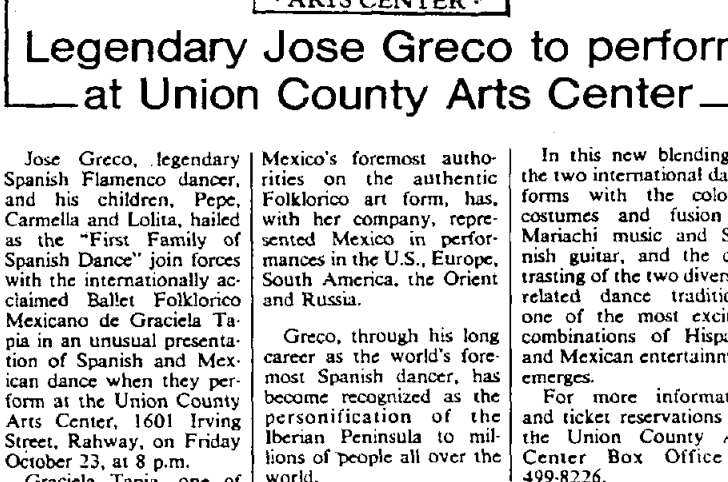 · ARTS CENTER ·
Legendary Jose Greco to perfor
at Union County Arts Center
Jose Greco, legendary
Spanish Flamenco dancer,
and his children, Pepe,
Carmella and Lolita, hailed
as the "First Family of
Spanish Dance" join forces
with the internationally ac-
claimed Ballet Folklorico
Mexicano de Graciela Ta-
pia in an unusual presenta-
tion of Spanish and Mex-
ican dance when they per-
form at the Union County
Arts Center, 1601 Irving
Street, Rahway, on Friday
October 23, at 8 p.m.
Graciela Tapia, one of
Mexico's foremost autho-
rities on the authentic
Folklorico art form, has,
with her company, repre-
sented Mexico in perfor-
mances in the U.S., Europe,
South America, the Orient
and Russia.
Greco, through his long
career as the world's fore-
most Spanish dancer, has
become recognized as the
personification of the
Iberian Peninsula to mil-
lions of people all over the
world.
In this new blending
the two international da
forms with the colo
costumes and fusion
Mariachi music and S
nish guitar, and the c
trasting of the two diver
related dance traditio
one of the most exci
combinations of Hispa
and Mexican entertainm
emerges.
For more informat
and ticket reservations
the Union County A
Center Box Office
499-8226.